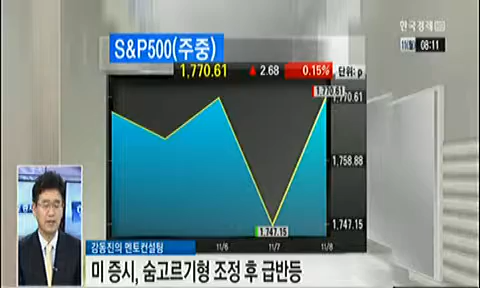 한국경제
08:11
S&P500(주중)
1,770.61 ▲ 2.68 0.15% 단위: p
1,770.61
1,770.61
1,758.88
1,747.15
1,747.15
11/6 11/7 11/8
강동진의 멘토컨설팅
미 증시, 숨고르기형 조정 후 급반등